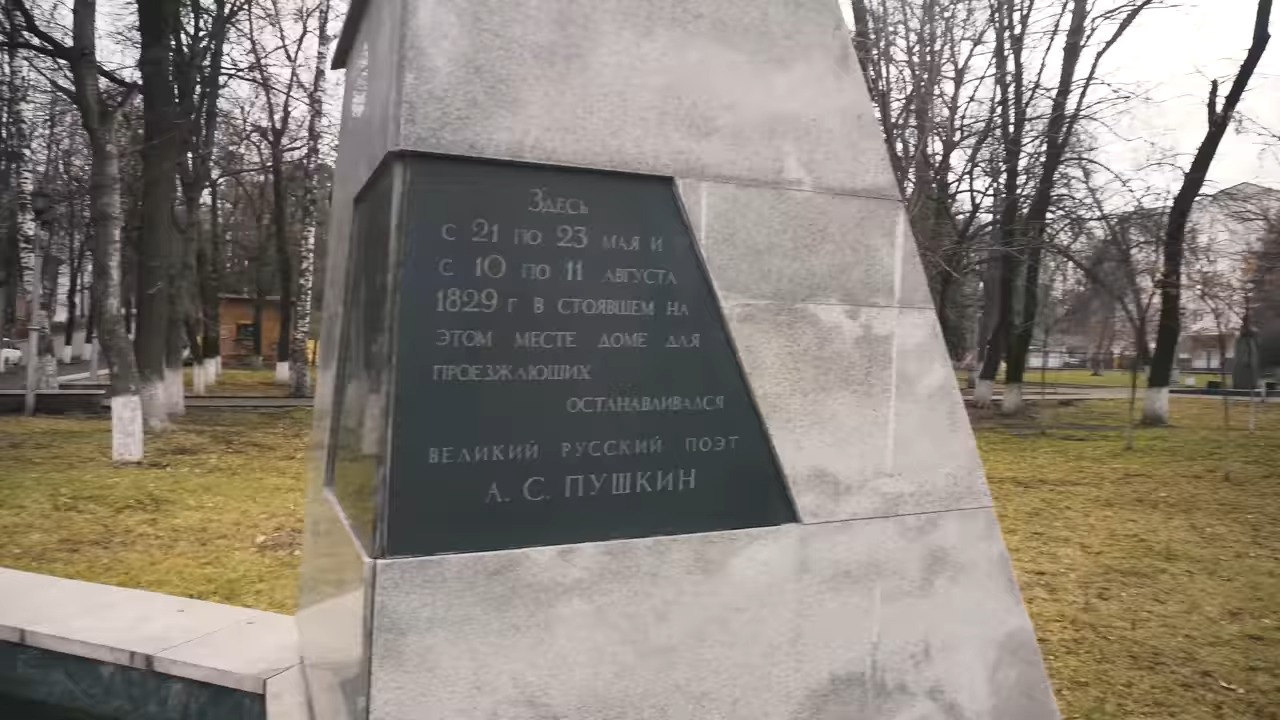 Здесь
с 21 по 23 мая и
с 10 по 11 августа
1829 г в стоявшем на
этом месте доме для
проезжающих
останавливался
великий русский поэт
А. С. Пушкин